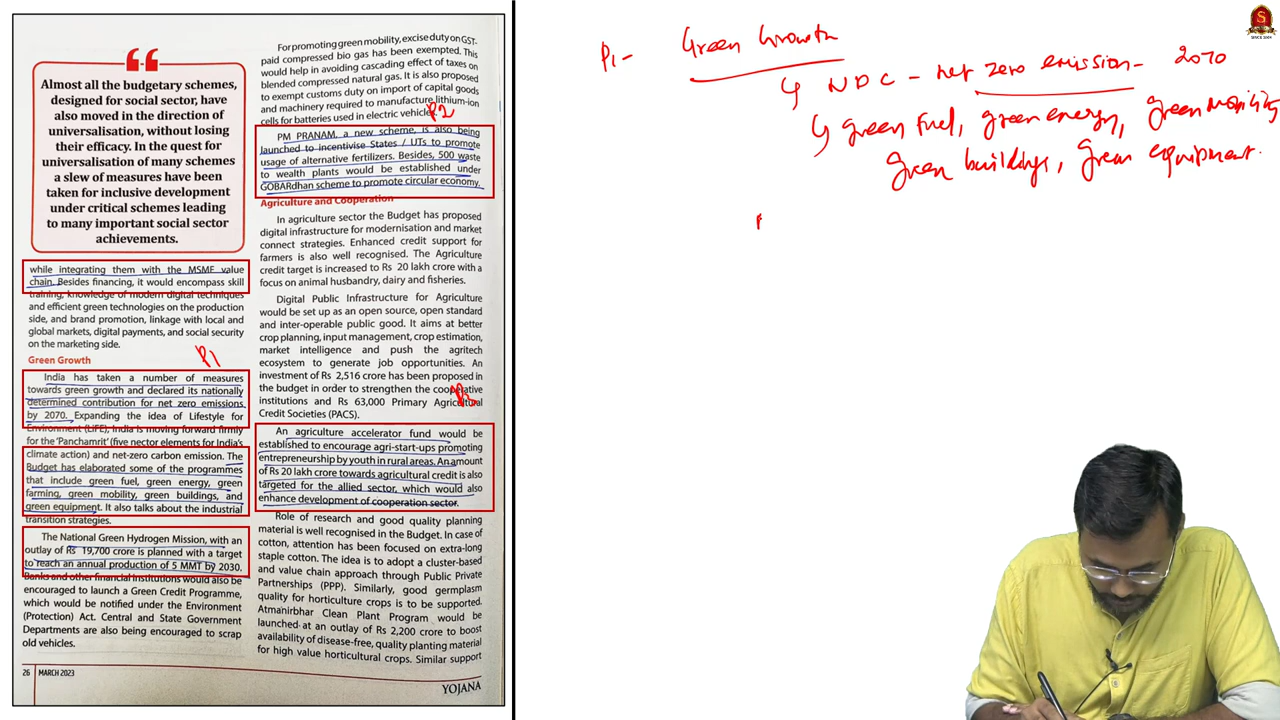 Almost all the budgetary schemes,
designed for social sector, have
also moved in the direction of
universalisation, without losing
their efficacy. In the quest for
universalisation of many schemes
a slew of measures have been
taken for inclusive development
under critical schemes leading
to many important social sector
achievements.
while integrating them with the MSME value
chain. Besides financing, it would encompass skill
training, knowledge of modern digital techniques
and efficient green technologies on the production
side, and brand promotion, linkage with local and
global markets, digital payments, and social security
on the marketing side.
P1
Green Growth
India has taken a number of measures
towards green growth and declared its nationally
determined contribution for net zero emissions
by 2070. Expanding the idea of Lifestyle for
Environment (LiFE), India is moving forward firmly
for the 'Panchamrit' (five nector elements for India's
climate action) and net-zero carbon emission. The
Budget has elaborated some of the programmes
that include green fuel, green energy, green
farming, green mobility, green buildings, and
green equipment. It also talks about the industrial
transition strategies.
The National Green Hydrogen Mission, with an
outlay of Rs 19,700 crore is planned with a target
to reach an annual production of 5 MMT by 2030.
Banks and other financial institutions would also be
encouraged to launch a Green Credit Programme,
which would be notified under the Environment
(Protection) Act. Central and State Government
Departments are also being encouraged to scrap
old vehicles.
For promoting green mobility, excise duty on GST-
paid compressed bio gas has been exempted. This
would help in avoiding cascading effect of taxes on
blended compressed natural gas. It is also proposed
to exempt customs duty on import of capital goods
and machinery required to manufacture lithium-ion
cells for batteries used in electric vehicle
P2
PM PRANAM, a new scheme, is also being
launched to incentivise States / UTs to promote
usage of alternative fertilizers. Besides, 500 waste
to wealth plants would be established under
GOBARdhan scheme to promote circular economy.
Agriculture and Cooperation
In agriculture sector the Budget has proposed
digital infrastructure for modernisation and market
connect strategies. Enhanced credit support for
farmers is also well recognised. The Agriculture
credit target is increased to Rs 20 lakh crore with a
focus on animal husbandry, dairy and fisheries.
Digital Public Infrastructure for Agriculture
would be set up as an open source, open standard
and inter-operable public good. It aims at better
crop planning, input management, crop estimation,
market intelligence and push the agritech
ecosystem to generate job opportunities. An
investment of Rs 2,516 crore has been proposed in
the budget in order to strengthen the cooperative
institutions and Rs 63,000 Primary Agricultural
Credit Societies (PACS).
P3
An agriculture accelerator fund would be
established to encourage agri-start-ups promoting
entrepreneurship by youth in rural areas. An amount
of Rs 20 lakh crore towards agricultural credit is also
targeted for the allied sector, which would also
enhance development of cooperation sector.
Role of research and good quality planning
material is well recognised in the Budget. In case of
cotton, attention has been focused on extra-long
staple cotton. The idea is to adopt a cluster-based
and value chain approach through Public Private
Partnerships (PPP). Similarly, good germplasm
quality for horticulture crops is to be supported.
Atmanirbhar Clean Plant Program would be
launched at an outlay of Rs 2,200 crore to boost
availability of disease-free, quality planting material
for high value horticultural crops. Similar support
26 MARCH 2023
YOJANA
P1 - Green Growth
NDC - net zero emission - 2070
green fuel, green energy, green mobility
green buildings, green equipment.
S
SINCE 2004